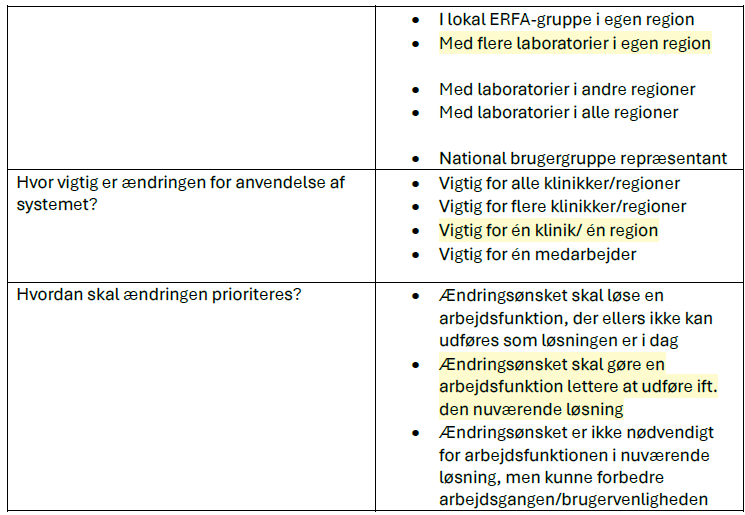 • I lokal ERFA-gruppe i egen region
• Med flere laboratorier i egen region
• Med laboratorier i andre regioner
• Med laboratorier i alle regioner
• National brugergruppe repræsentant
Hvor vigtig er ændringen for anvendelse af
systemet?
• Vigtig for alle klinikker/regioner
• Vigtig for flere klinikker/regioner
• Vigtig for én klinik/ én region
• Vigtig for én medarbejder
Hvordan skal ændringen prioriteres?
• Ændringsønsket skal løse en
arbejdsfunktion, der ellers ikke kan
udføres som løsningen er i dag
• Ændringsønsket skal gøre en
arbejdsfunktion lettere at udføre ift.
den nuværende løsning
• Ændringsønsket er ikke nødvendigt
for arbejdsfunktionen i nuværende
løsning, men kunne forbedre
arbejdsgangen/brugervenligheden